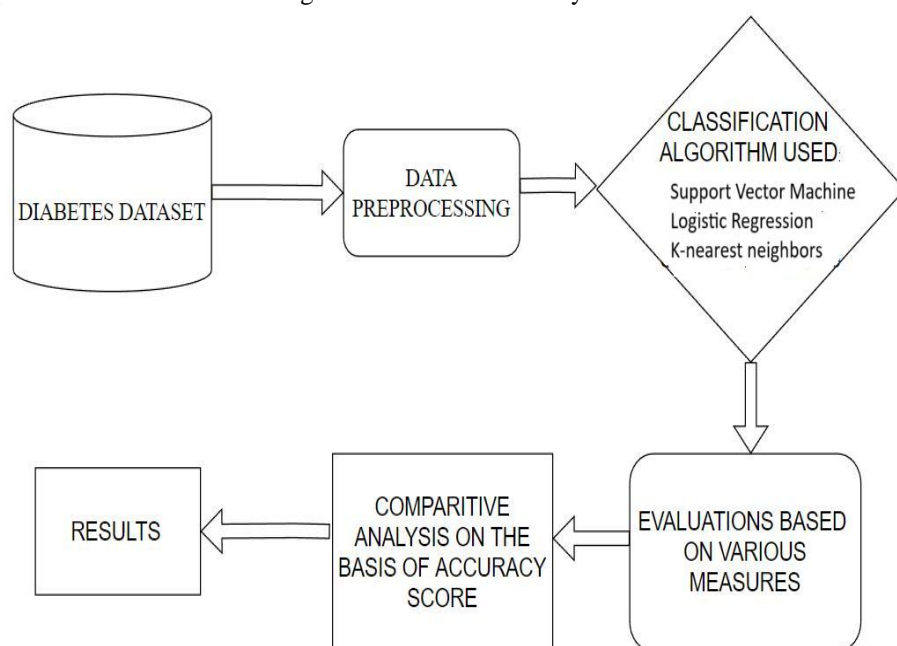 DIABETES DATASET
DATA
PREPROCESSING
CLASSIFICATION
ALGORITHM USED:
Support Vector Machine
Logistic Regression
K-nearest neighbors
EVALUATIONS BASED
ON VARIOUS
MEASURES
COMPARITIVE
ANALYSIS ON THE
BASIS OF ACCURACY
SCORE
RESULTS